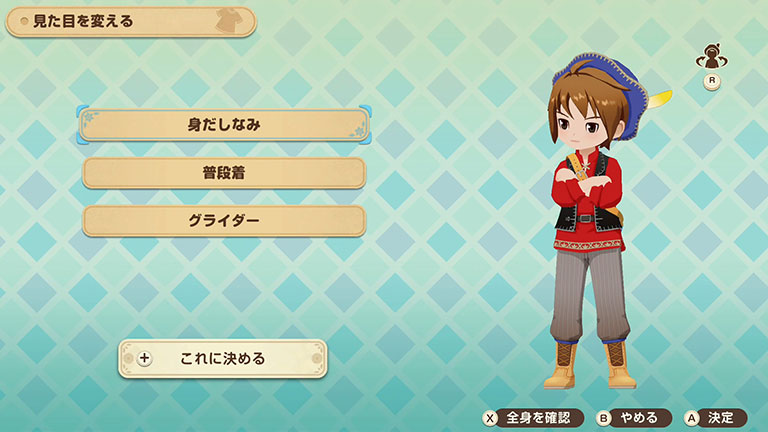 見た目を変える
R
身だしなみ
普段着
グライダー
+ これに決める
X 全身を確認 B やめる A 決定